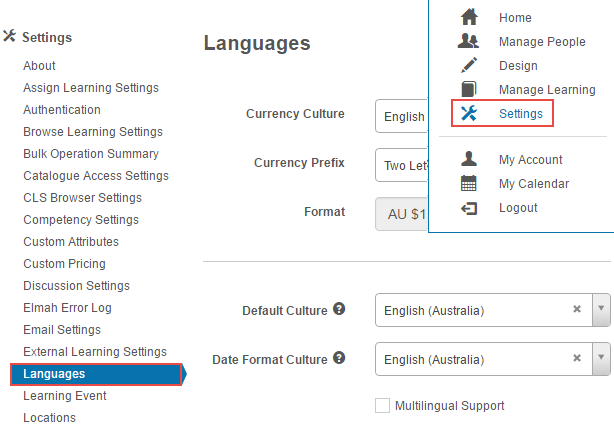 Settings
About
Assign Learning Settings
Authentication
Browse Learning Settings
Bulk Operation Summary
Catalogue Access Settings
CLS Browser Settings
Competency Settings
Custom Attributes
Custom Pricing
Discussion Settings
Elmah Error Log
Email Settings
External Learning Settings
Languages
Learning Event
Locations
Languages
Currency Culture
English
Currency Prefix
Two Let
Format
AU $1
Default Culture ?
English (Australia) ×
Date Format Culture ?
English (Australia) ×
Multilingual Support
Home
Manage People
Design
Manage Learning
Settings
My Account
My Calendar
Logout